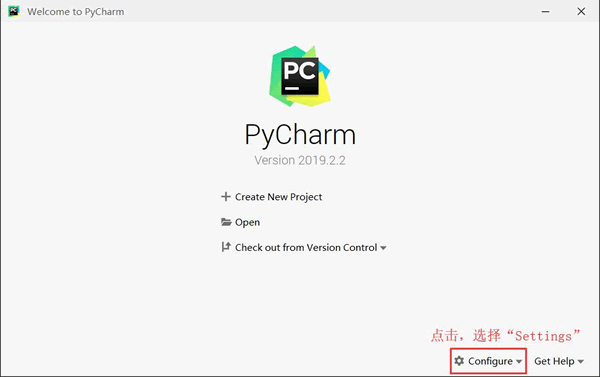 Welcome to PyCharm
PC
PyCharm
Version 2019.2.2
Create New Project
Open
Check out from Version Control
点击，选择“Settings”
Configure
Get Help